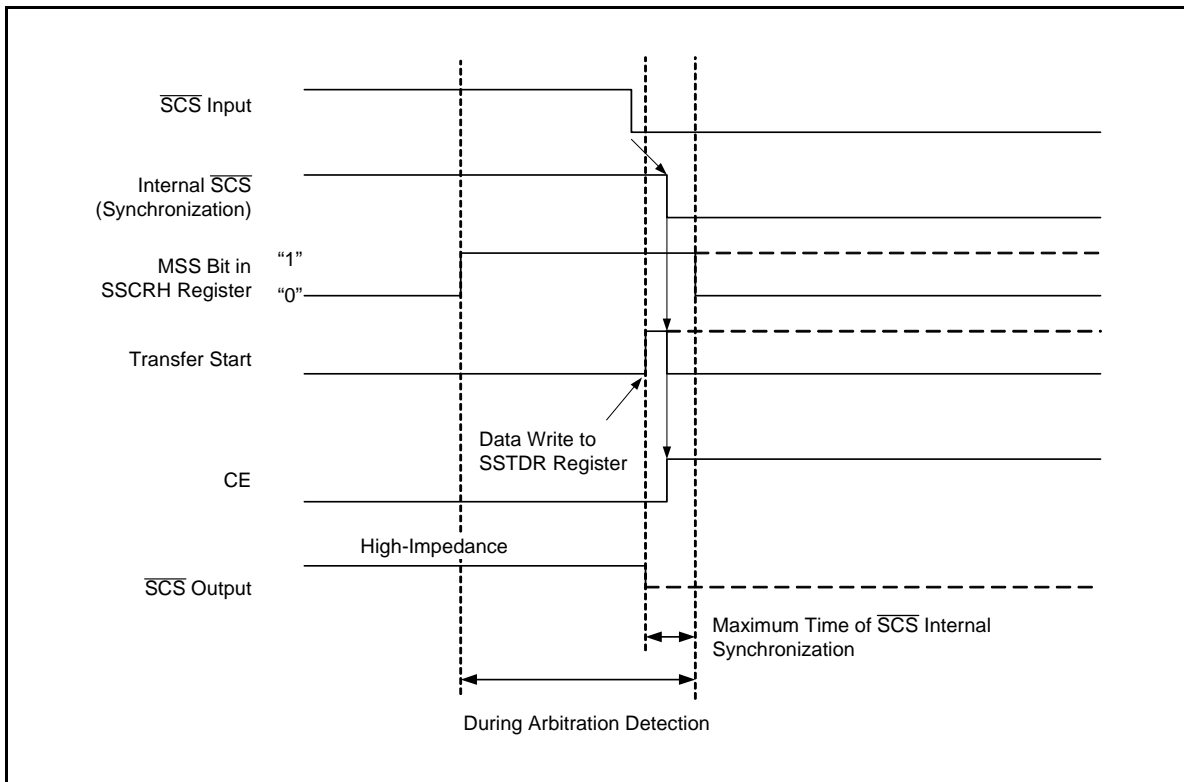 SCS Input
Internal SCS
(Synchronization)
MSS Bit in
SSCRH Register
“1”
“0”
Transfer Start
Data Write to
SSTDR Register
CE
High-Impedance
SCS Output
Maximum Time of SCS Internal
Synchronization
During Arbitration Detection